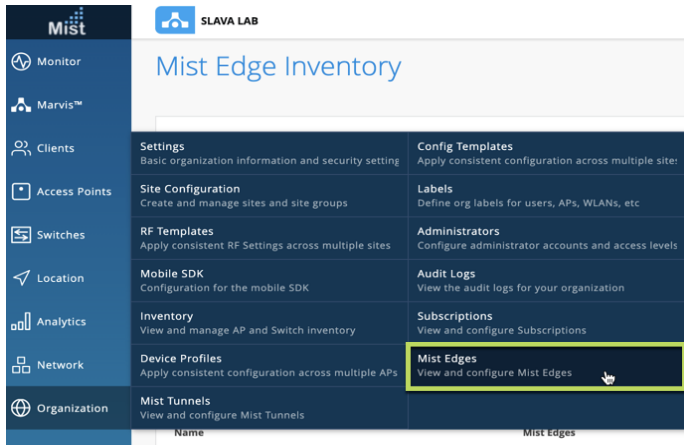 Mist
SLAVA LAB
Mist Edge Inventory
Monitor
Marvis™
Clients
Access Points
Switches
Location
Analytics
Network
Organization
Settings
Basic organization information and security setting
Site Configuration
Create and manage sites and site groups
RF Templates
Apply consistent RF Settings across multiple sites
Mobile SDK
Configuration for the mobile SDK
Inventory
View and manage AP and Switch inventory
Device Profiles
Apply consistent configuration across multiple APs
Mist Tunnels
View and configure Mist Tunnels
Config Templates
Apply consistent configuration across multiple sites
Labels
Define org labels for users, APs, WLANs, etc
Administrators
Configure administrator accounts and access levels
Audit Logs
View the audit logs for your organization
Subscriptions
View and configure Subscriptions
Mist Edges
View and configure Mist Edges
Name
Mist Edges